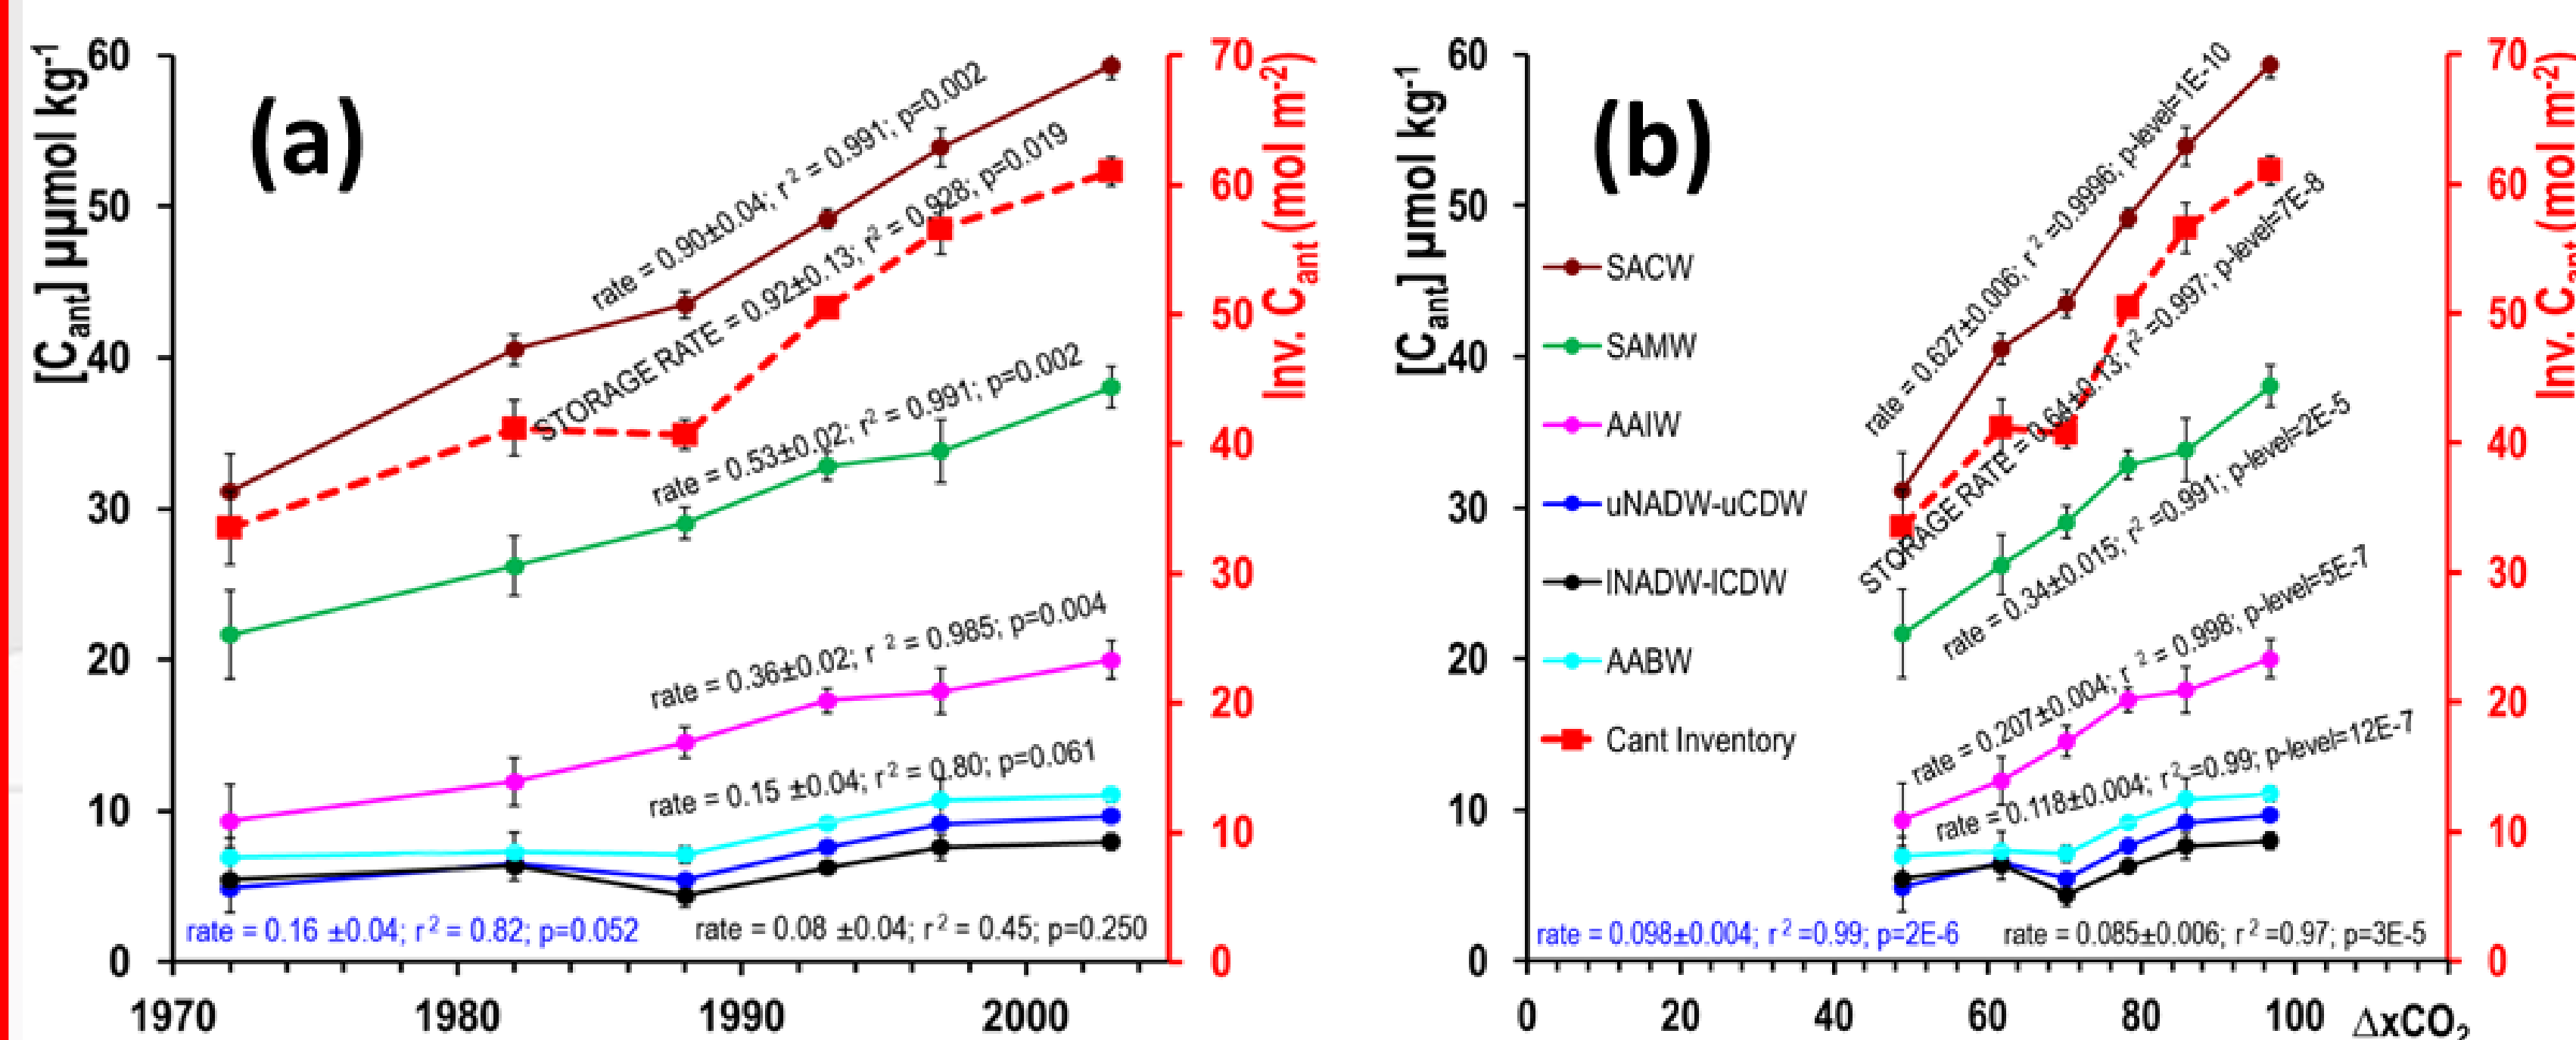 (a)
[Cant] µµmol kg-1
60
50
40
30
20
10
0
1970
1980
1990
2000
70
60
50
40
30
20
10
0
Inv. Cant (mol m-2)
rate = 0.90±0.04; r2 = 0.991; p=0.002
STORAGE RATE = 0.92±0.13; r2 = 0.928; p=0.019
rate = 0.53±0.02; r2 = 0.991; p=0.002
rate = 0.36±0.02; r2 = 0.985; p=0.004
rate = 0.15 ±0.04; r2 = 0.80; p=0.061
rate = 0.16 ±0.04; r2 = 0.82; p=0.052
rate = 0.08 ±0.04; r2 = 0.45; p=0.250
(b)
[Cant] µmol kg-1
60
50
40
30
20
10
0
0
20
40
60
80
100
ΔxCO2
70
60
50
40
30
20
10
0
Inv. Cant (mol m-2)
SACW
SAMW
AAIW
uNADW-uCDW
lNADW-lCDW
AABW
Cant Inventory
rate = 0.627±0.006; r2 =0.9996; p-level=1E-10
STORAGE RATE = 0.64±0.13; r2 =0.997; p-level=7E-8
rate = 0.34±0.015; r2 =0.991; p-level=2E-5
rate = 0.207±0.004; r2 = 0.998; p-level=5E-7
rate = 0.118±0.004; r2 =0.99; p-level=12E-7
rate = 0.098±0.004; r2 =0.99; p=2E-6
rate = 0.085±0.006; r2 =0.97; p=3E-5